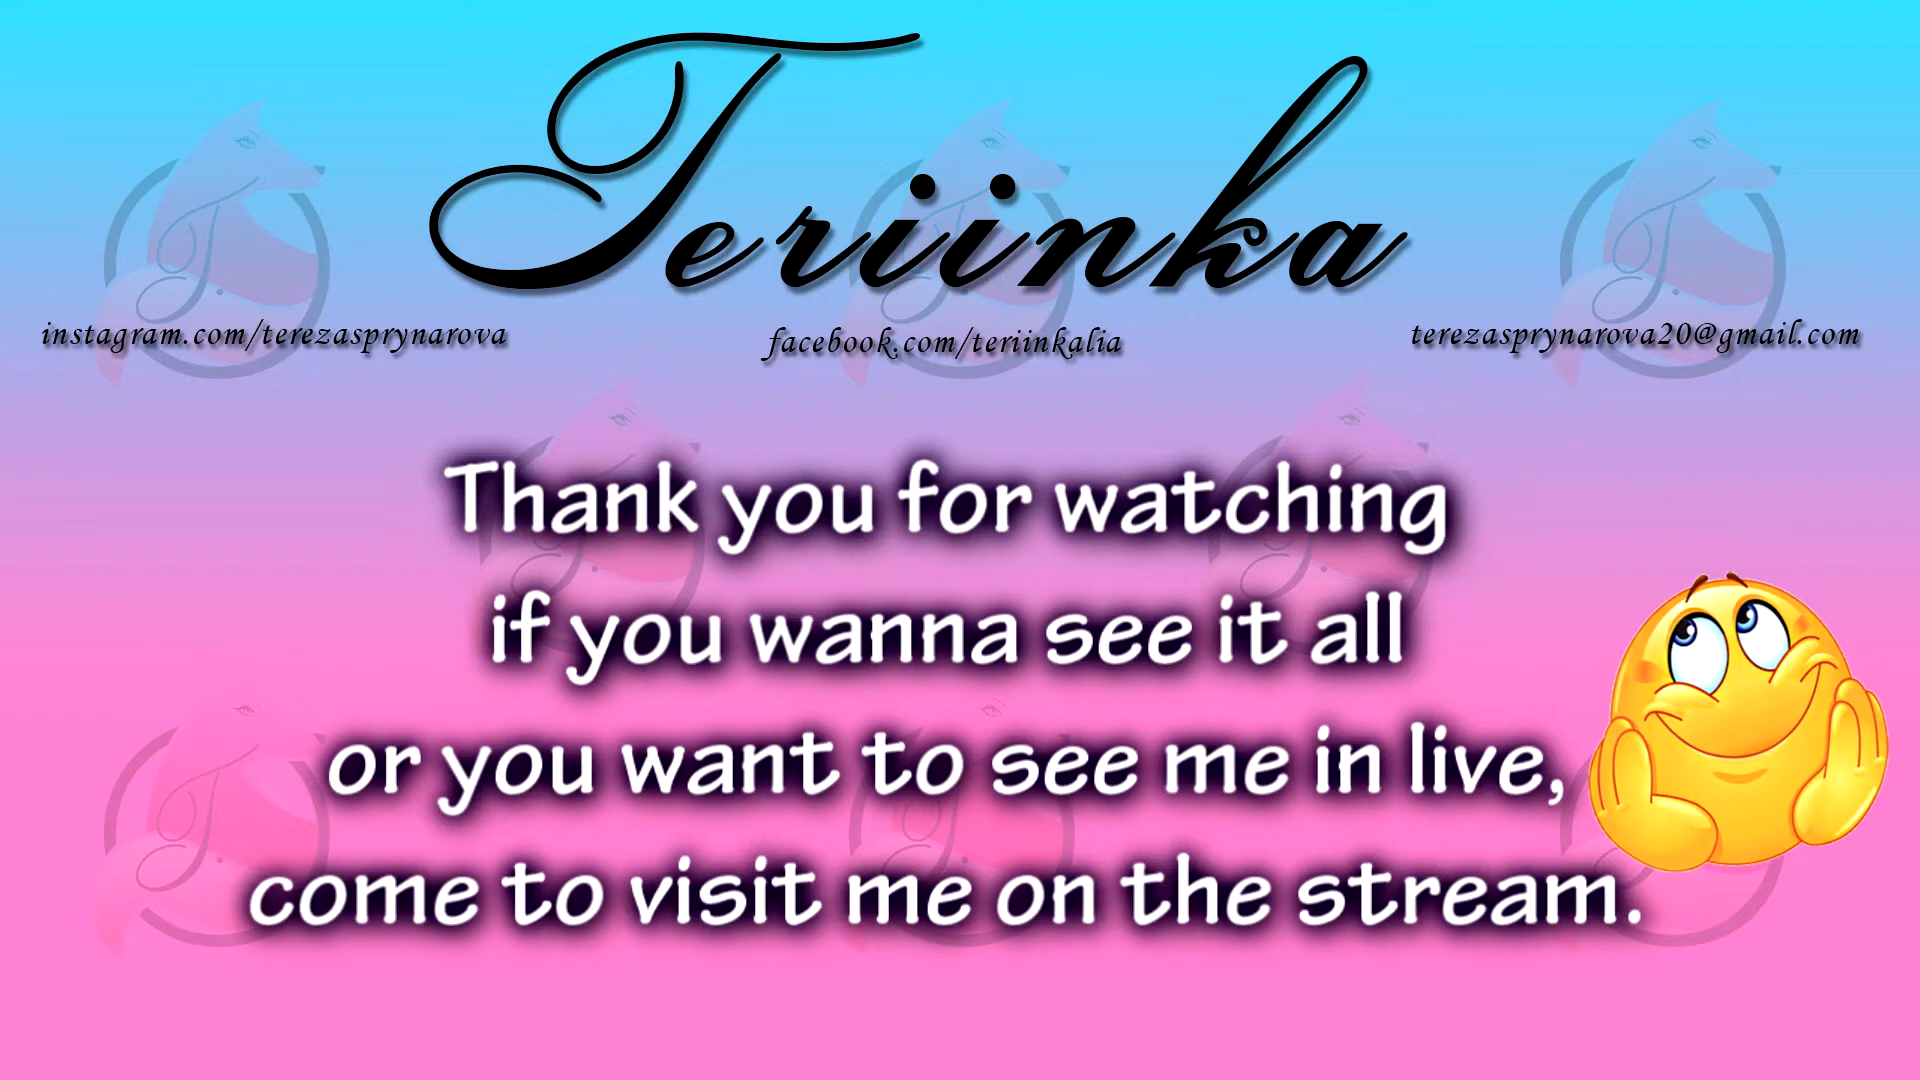 Teriinka
instagram.com/terezasprynarova
facebook.com/teriinkalia
terezasprynarova20@gmail.com
Thank you for watching
if you wanna see it all
or you want to see me in live,
come to visit me on the stream.